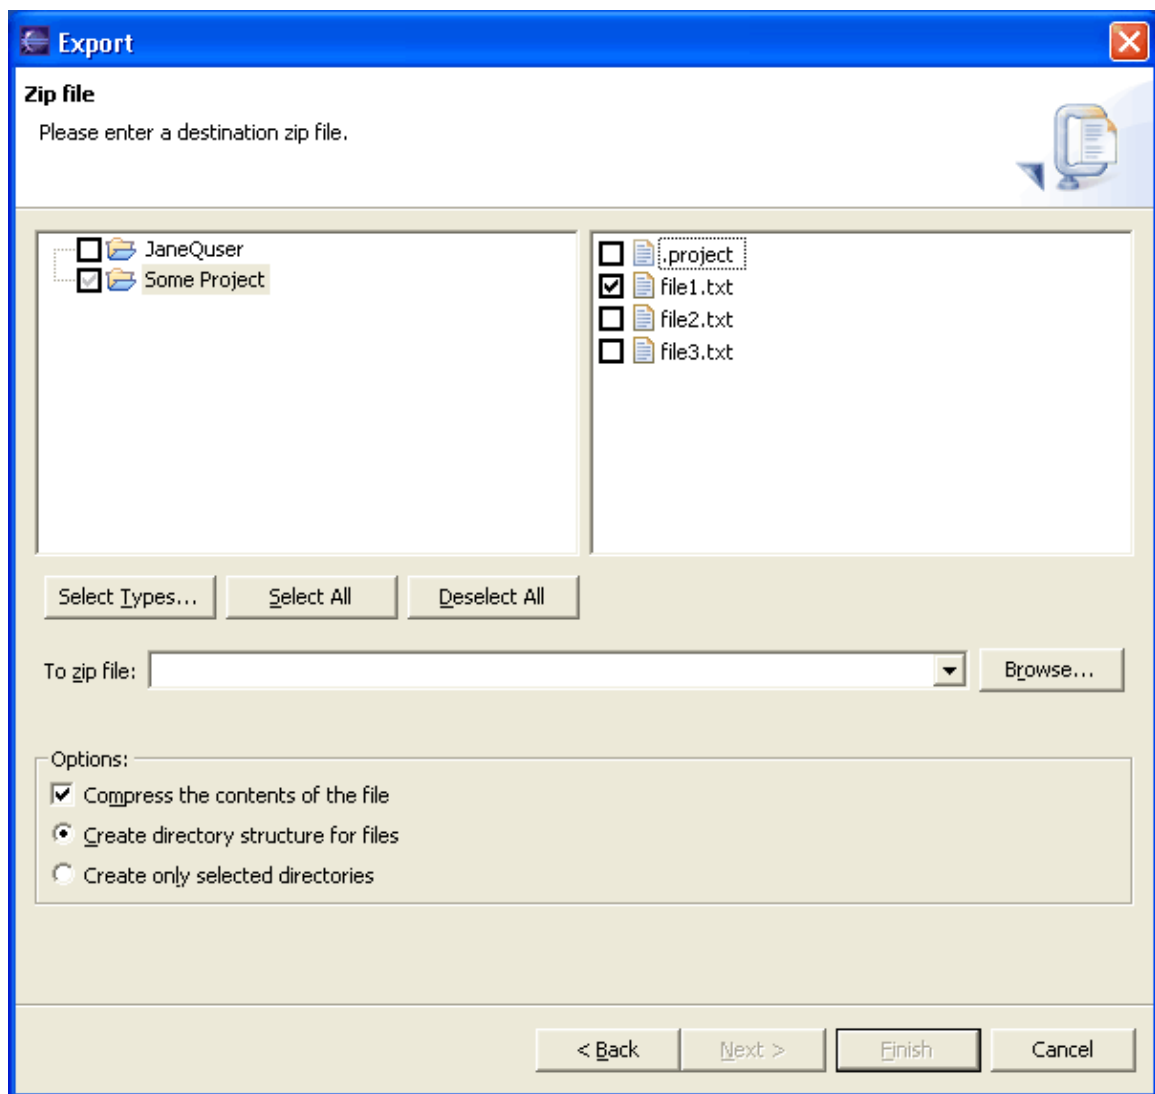 Export
Zip file
Please enter a destination zip file.
JaneQuser
Some Project
.project
file1.txt
file2.txt
file3.txt
Select Types...
Select All
Deselect All
To zip file:
Browse...
Options:
Compress the contents of the file
Create directory structure for files
Create only selected directories
< Back
Next >
Finish
Cancel